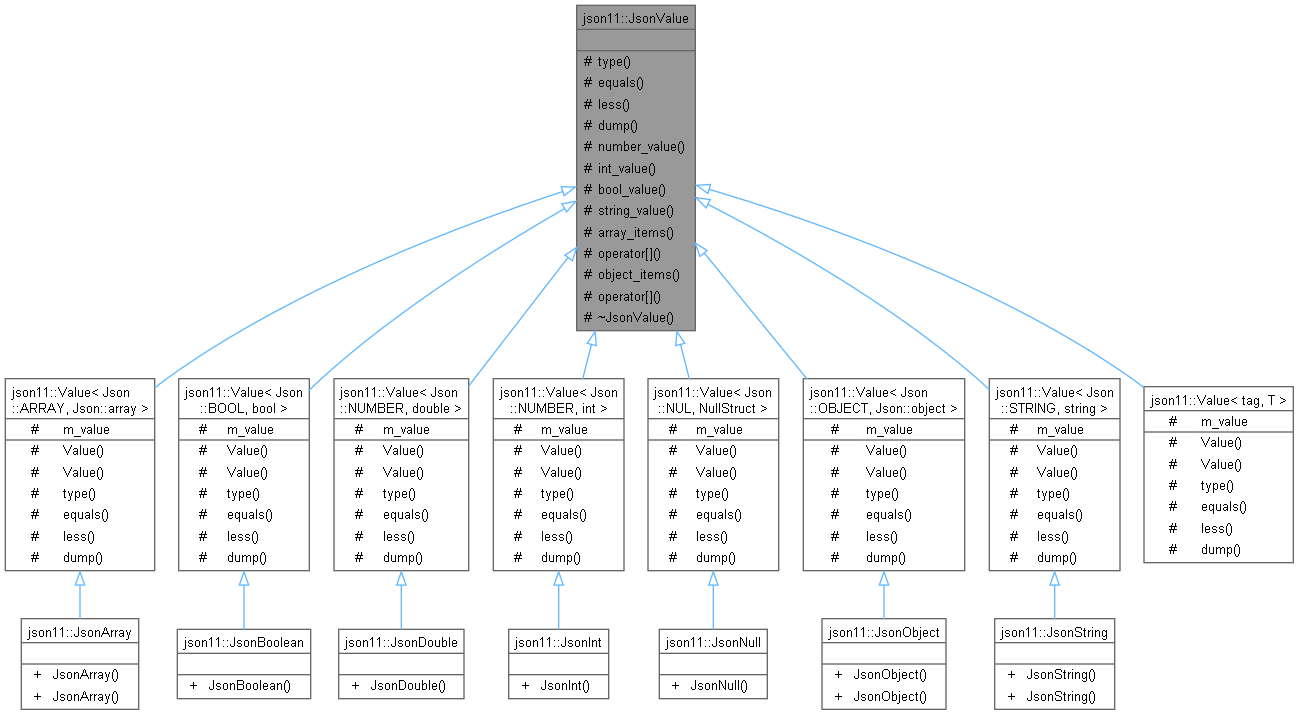 json11::JsonValue
# type()
# equals()
# less()
# dump()
# number_value()
# int_value()
# bool_value()
# string_value()
# array_items()
# operator[]()
# object_items()
# operator[]()
# ~JsonValue()
json11::Value< Json
::ARRAY, Json::array >
# m_value
# Value()
# Value()
# type()
# equals()
# less()
# dump()
json11::Value< Json
::BOOL, bool >
# m_value
# Value()
# Value()
# type()
# equals()
# less()
# dump()
json11::Value< Json
::NUMBER, double >
# m_value
# Value()
# Value()
# type()
# equals()
# less()
# dump()
json11::Value< Json
::NUMBER, int >
# m_value
# Value()
# Value()
# type()
# equals()
# less()
# dump()
json11::Value< Json
::NUL, NullStruct >
# m_value
# Value()
# Value()
# type()
# equals()
# less()
# dump()
json11::Value< Json
::OBJECT, Json::object >
# m_value
# Value()
# Value()
# type()
# equals()
# less()
# dump()
json11::Value< Json
::STRING, string >
# m_value
# Value()
# Value()
# type()
# equals()
# less()
# dump()
json11::Value< tag, T >
# m_value
# Value()
# Value()
# type()
# equals()
# less()
# dump()
json11::JsonArray
+ JsonArray()
+ JsonArray()
json11::JsonBoolean
+ JsonBoolean()
json11::JsonDouble
+ JsonDouble()
json11::JsonInt
+ JsonInt()
json11::JsonNull
+ JsonNull()
json11::JsonObject
+ JsonObject()
+ JsonObject()
json11::JsonString
+ JsonString()
+ JsonString()